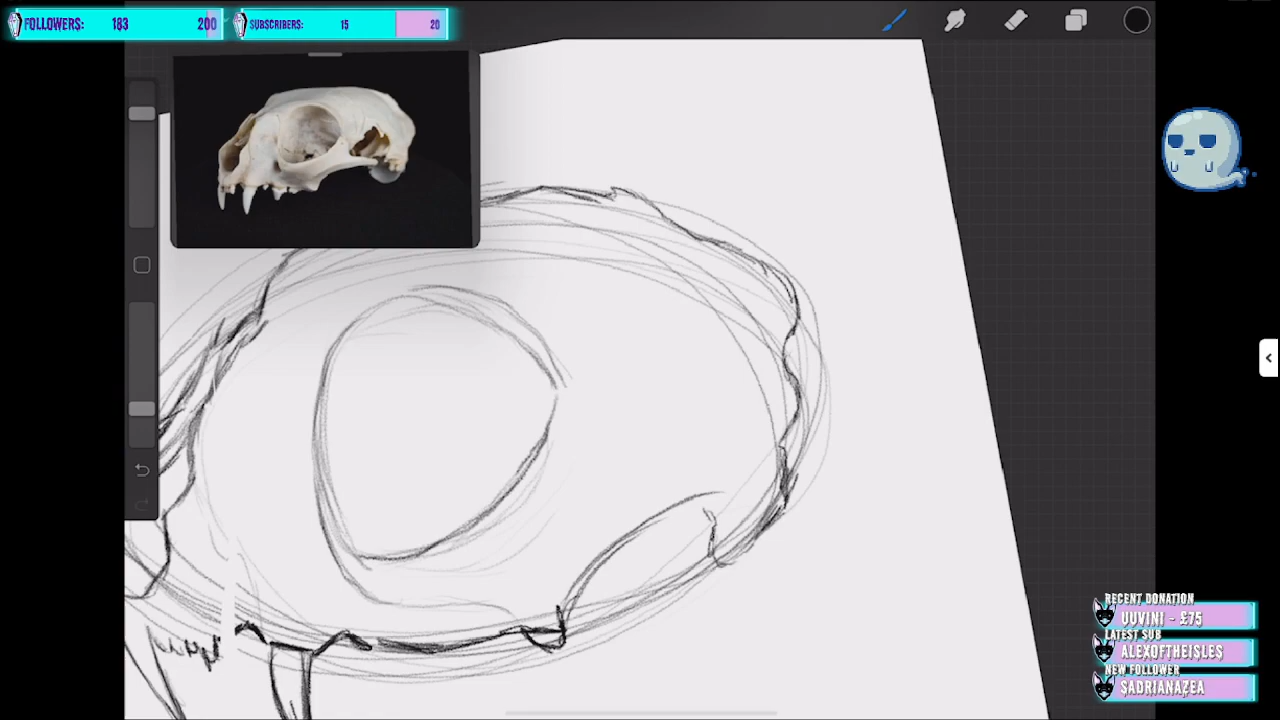 FOLLOWERS: 183 200
SUBSCRIBERS: 15 20
RECENT DONATION
UUVINI - £75
LATEST SUB
ALEXOFTHEISLES
NEW FOLLOWER
SADRIANAZEA